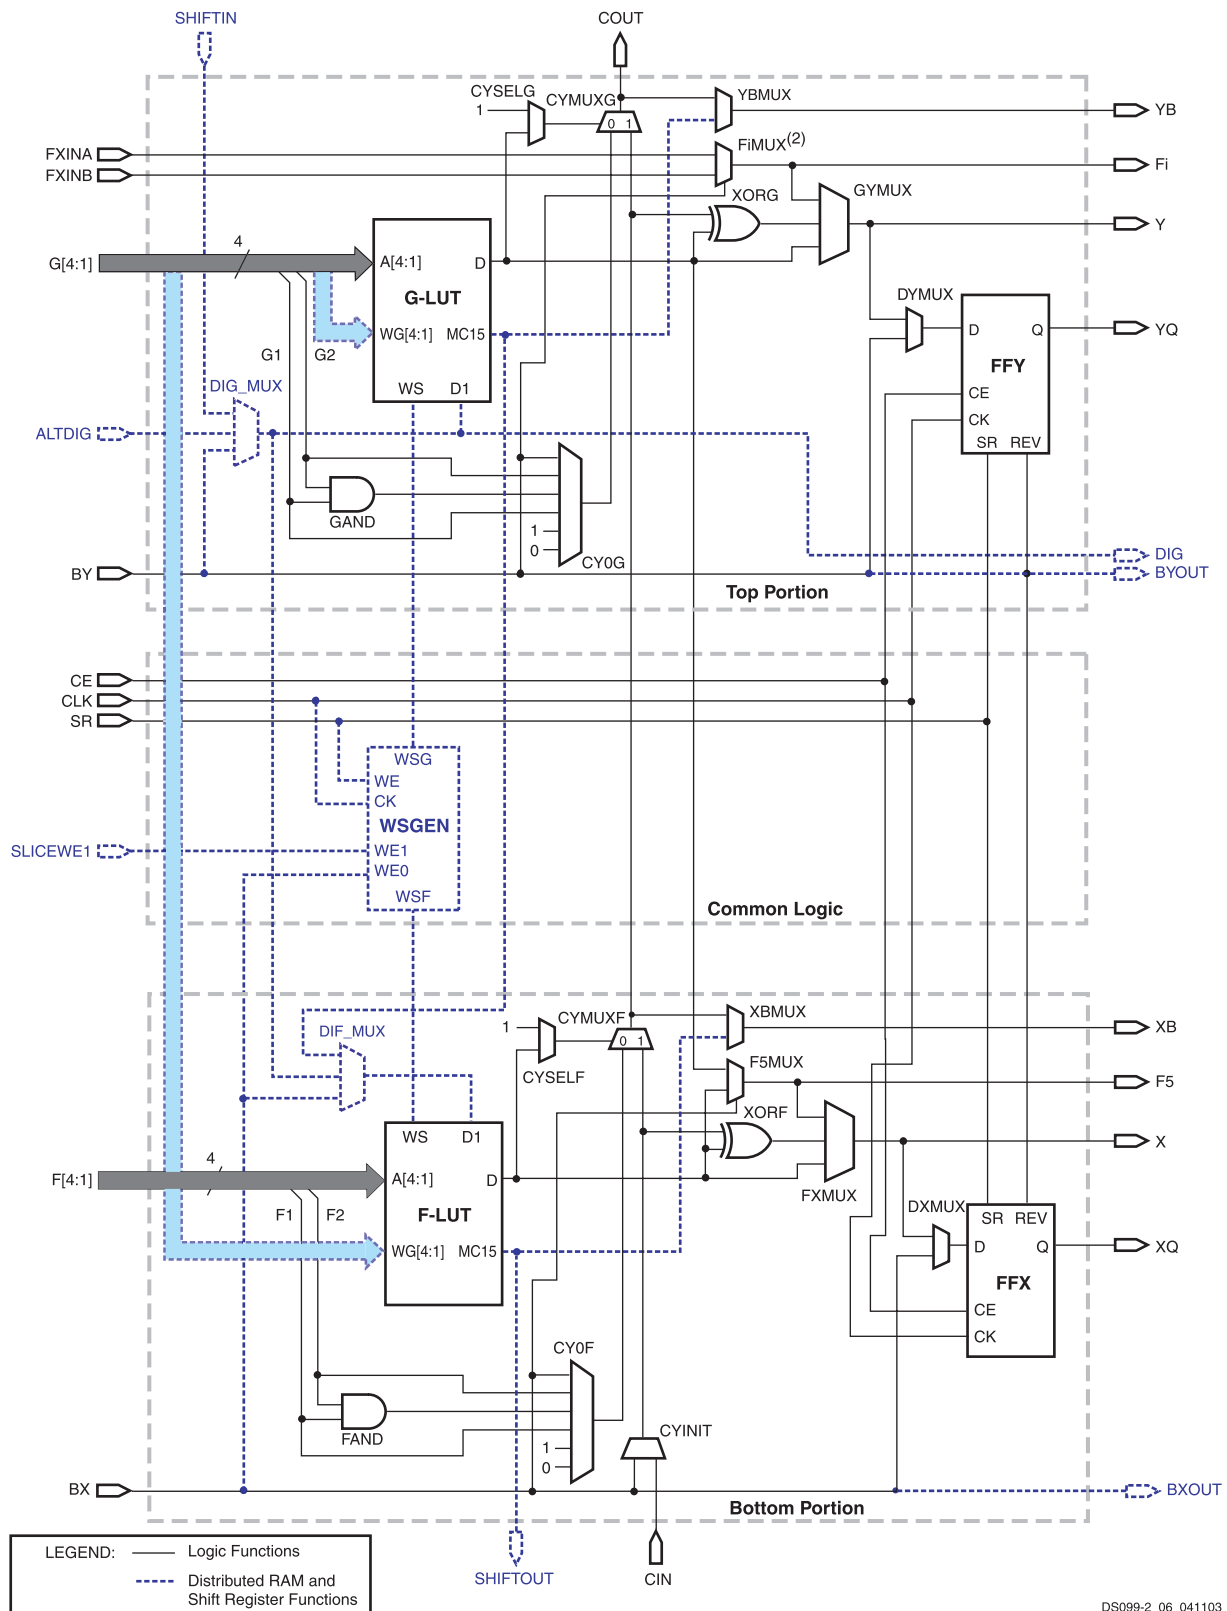 SHIFTIN
COUT
CYSELG
CYMUXG
YBMUX
1
0 1
YB
FXINA
FXINB
FiMUX(2)
Fi
XORG
GYMUX
Y
4
G[4:1]
A[4:1]
D
G-LUT
WG[4:1]
MC15
WS
D1
G1
G2
DYMUX
D
Q
FFY
CE
CK
SR
REV
YQ
DIG_MUX
ALTDIG
GAND
1
0
CY0G
DIG
BY
BYOUT
Top Portion
CE
CLK
SR
WSG
WE
CK
WSGEN
SLICEWE1
WE1
WE0
WSF
Common Logic
XBMUX
CYMUXF
1
0 1
XB
DIF_MUX
CYSELF
F5MUX
F5
XORF
WS
D1
X
4
F[4:1]
A[4:1]
D
FXMUX
F-LUT
F1
F2
WG[4:1]
MC15
DXMUX
SR
REV
D
Q
FFX
CE
CK
XQ
CY0F
FAND
1
0
CYINIT
BX
BXOUT
Bottom Portion
SHIFTOUT
CIN
LEGEND:
Logic Functions
Distributed RAM and
Shift Register Functions
DS099-2_06_041103